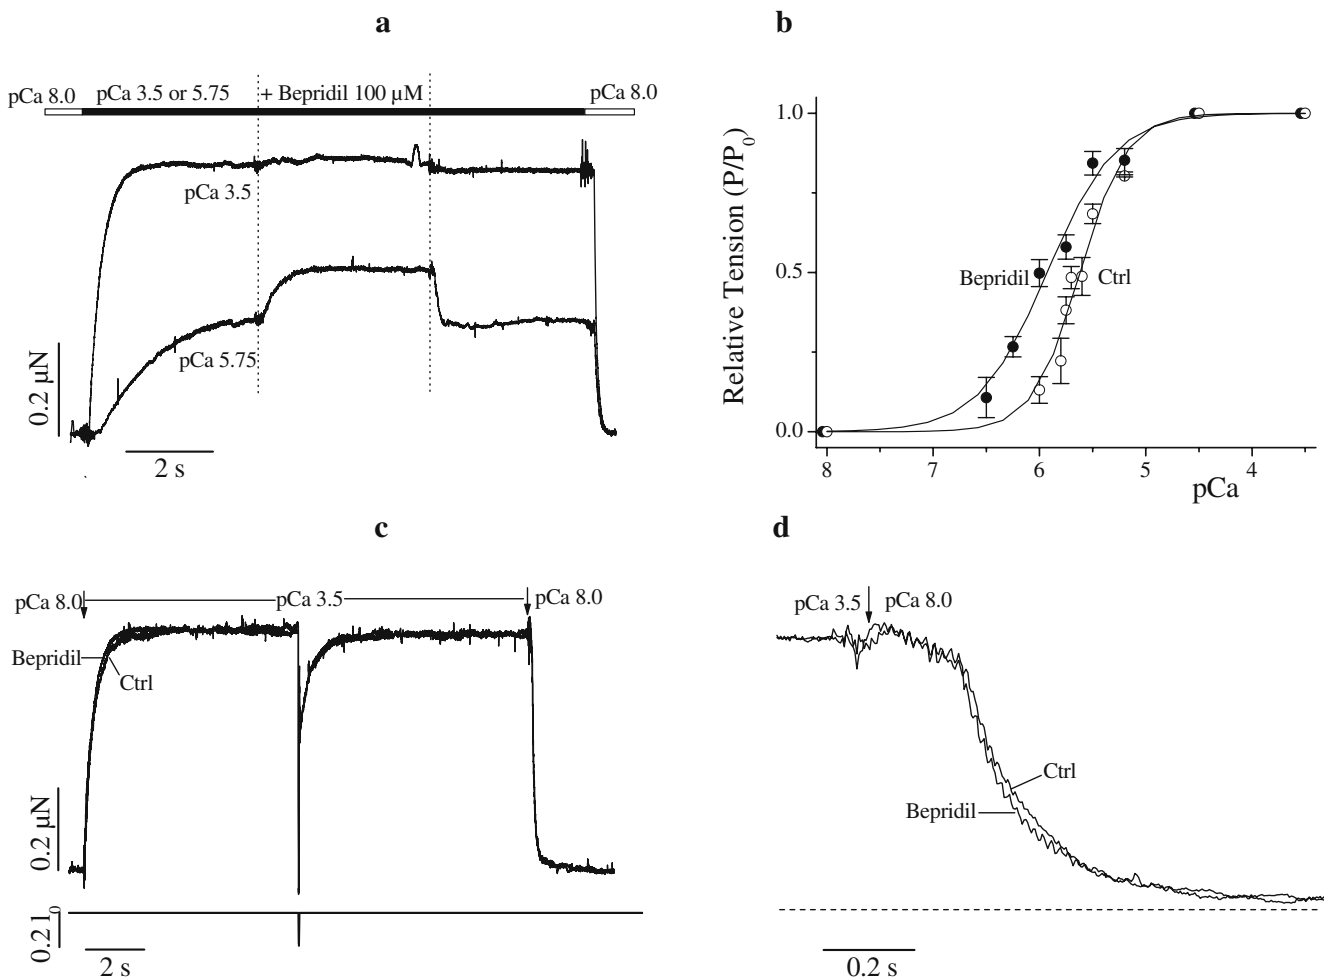 a
pCa 8.0
pCa 3.5 or 5.75
+ Bepridil 100 µM
pCa 8.0
pCa 3.5
pCa 5.75
0.2 µN
2 s
b
Relative Tension (P/P0)
1.0
0.5
0.0
Bepridil
Ctrl
8
7
6
5
4
pCa
c
pCa 8.0
pCa 3.5
pCa 8.0
Bepridil
Ctrl
0.2 µN
0.2 l0
2 s
d
pCa 3.5
pCa 8.0
Ctrl
Bepridil
0.2 s